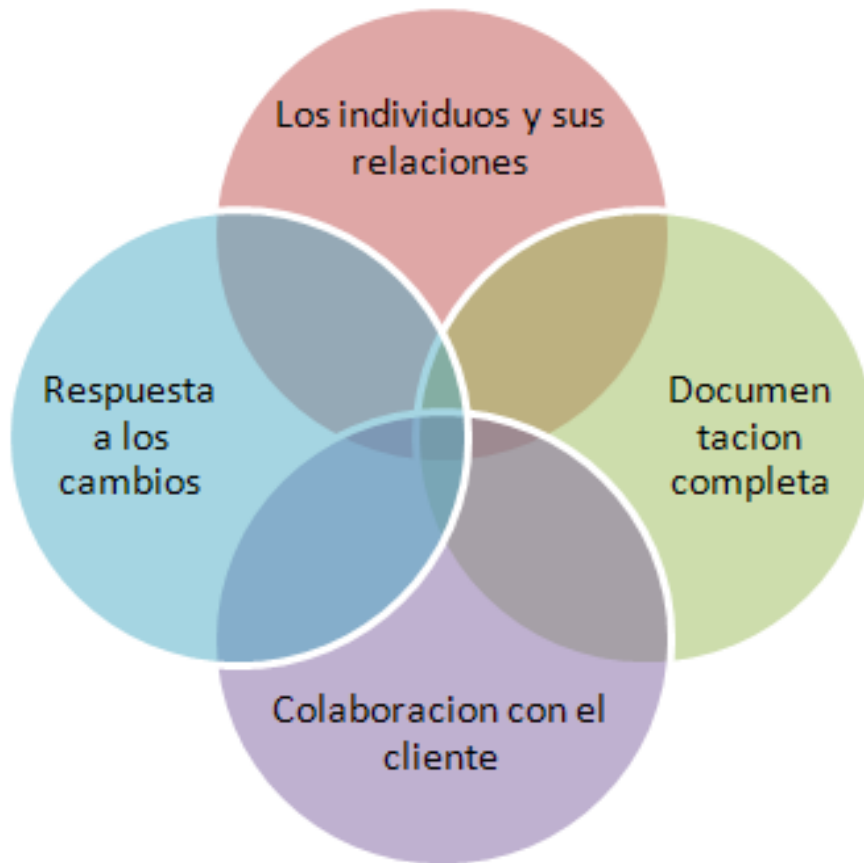 Los individuos y sus
relaciones
Respuesta
a los
cambios
Documen
tacion
completa
Colaboracion con el
cliente